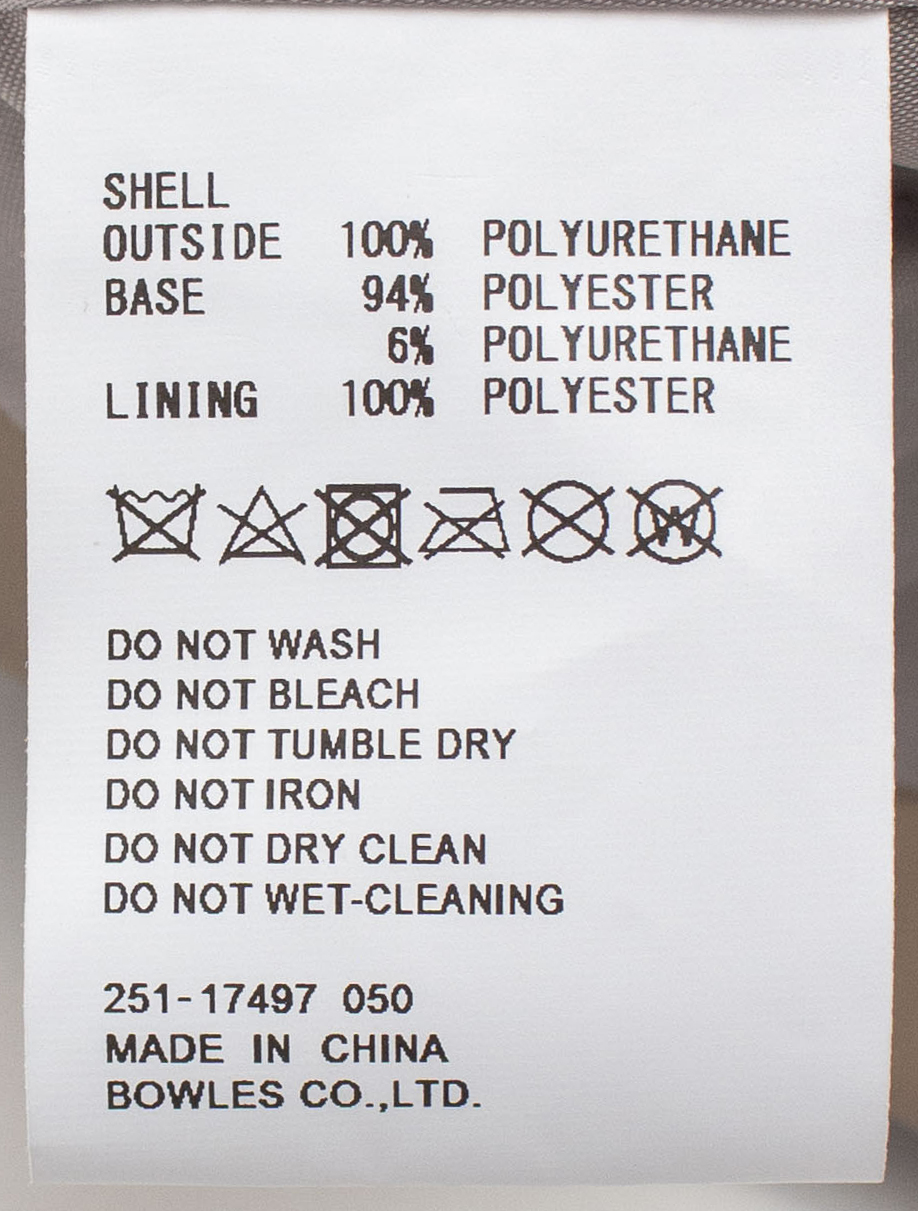 SHELL
OUTSIDE 100% POLYURETHANE
BASE 94% POLYESTER
6% POLYURETHANE
LINING 100% POLYESTER
W
DO NOT WASH
DO NOT BLEACH
DO NOT TUMBLE DRY
DO NOT IRON
DO NOT DRY CLEAN
DO NOT WET-CLEANING
251-17497 050
MADE IN CHINA
BOWLES CO.,LTD.